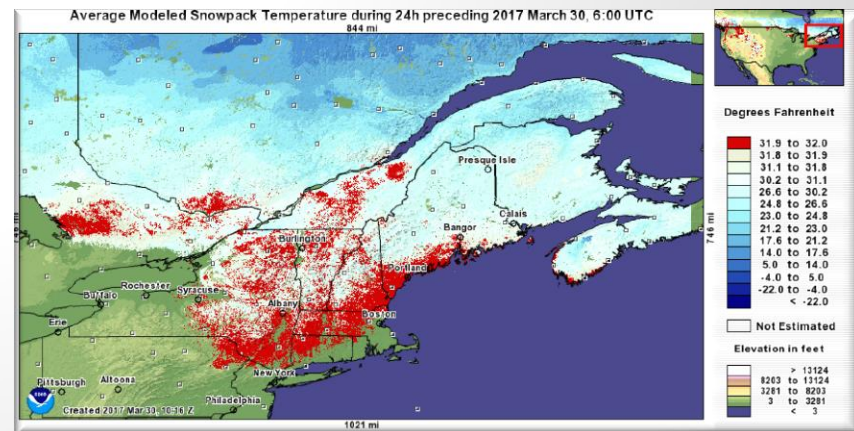 Average Modeled Snowpack Temperature during 24h preceding 2017 March 30, 6:00 UTC
844 mi
Presque Isle
Calais
Bangor
Burlington
Portland
Rochester
Syracuse
Buffalo
Albany
Boston
Erie
New York
Pittsburgh
Altoona
Philadelphia
Created 2017 Mar 30, 10:16 Z
746 mi
746 mi
1021 mi
Degrees Fahrenheit
31.9 to 32.0
31.8 to 31.9
31.1 to 31.8
30.2 to 31.1
26.6 to 30.2
24.8 to 26.6
23.0 to 24.8
21.2 to 23.0
17.6 to 21.2
14.0 to 17.6
5.0 to 14.0
-4.0 to 5.0
-22.0 to -4.0
< -22.0
Not Estimated
Elevation in feet
> 13124
8203 to 13124
3281 to 8203
3 to 3281
< 3